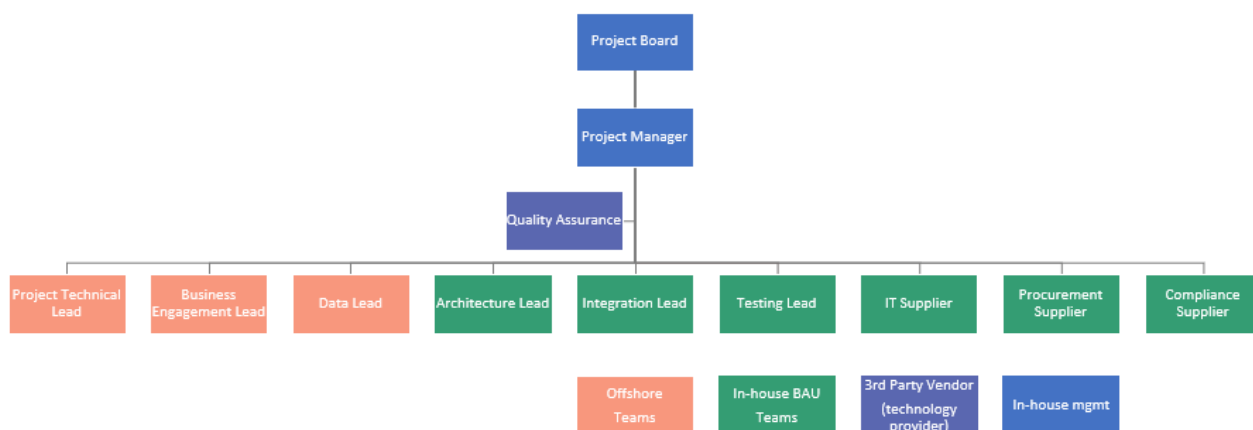 Project Board
Project Manager
Quality Assurance
Project Technical
Lead
Business
Engagement Lead
Data Lead
Architecture Lead
Integration Lead
Testing Lead
IT Supplier
Procurement
Supplier
Compliance
Supplier
Offshore
Teams
In-house BAU
Teams
3rd Party Vendor
(technology
provider)
In-house mgmt